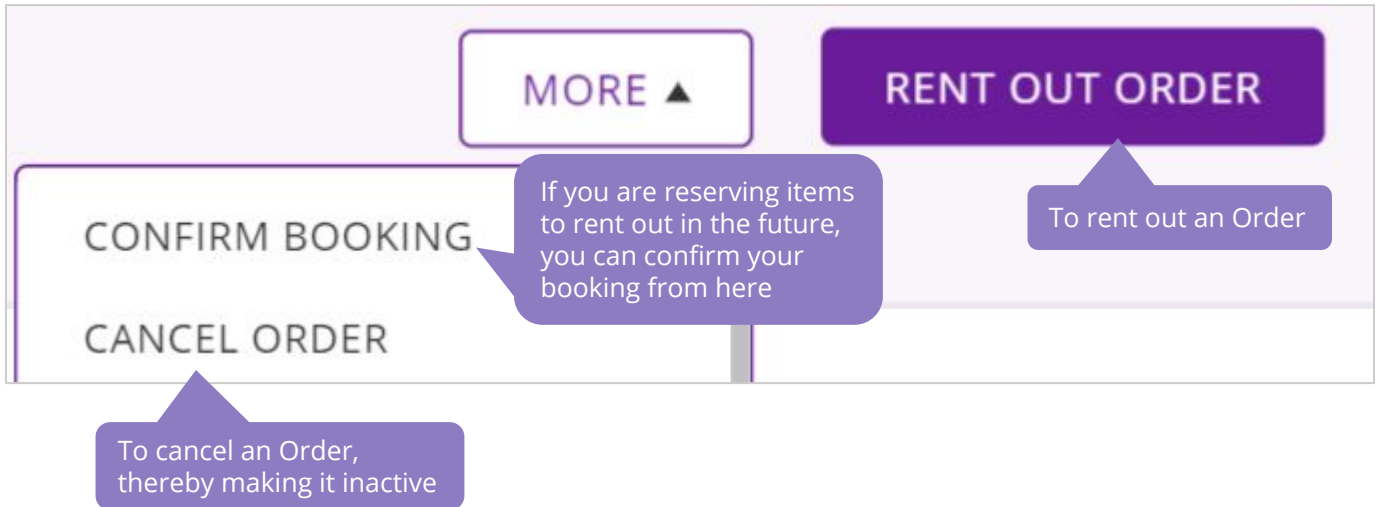 MORE ▲
RENT OUT ORDER
CONFIRM BOOKING
If you are reserving items
to rent out in the future,
you can confirm your
booking from here
To rent out an Order
CANCEL ORDER
To cancel an Order,
thereby making it inactive